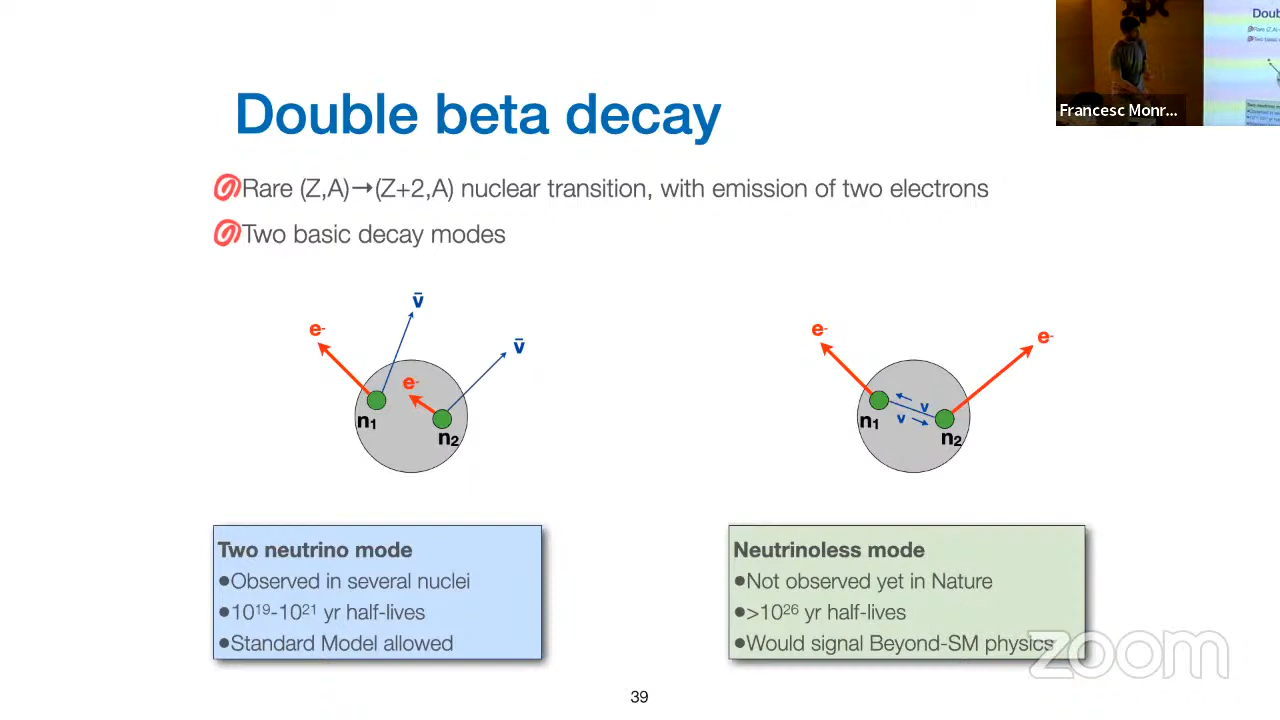 Double beta decay
Rare (Z,A)→(Z+2,A) nuclear transition, with emission of two electrons
Two basic decay modes
ν̄
e-
ν̄
e-
n1
n2
e-
e-
ν
ν
n1
n2
Two neutrino mode
●Observed in several nuclei
●10¹⁹-10²¹ yr half-lives
●Standard Model allowed
Neutrinoless mode
●Not observed yet in Nature
●>10²⁶ yr half-lives
●Would signal Beyond-SM physics
39
Francesc Monr...
zoom